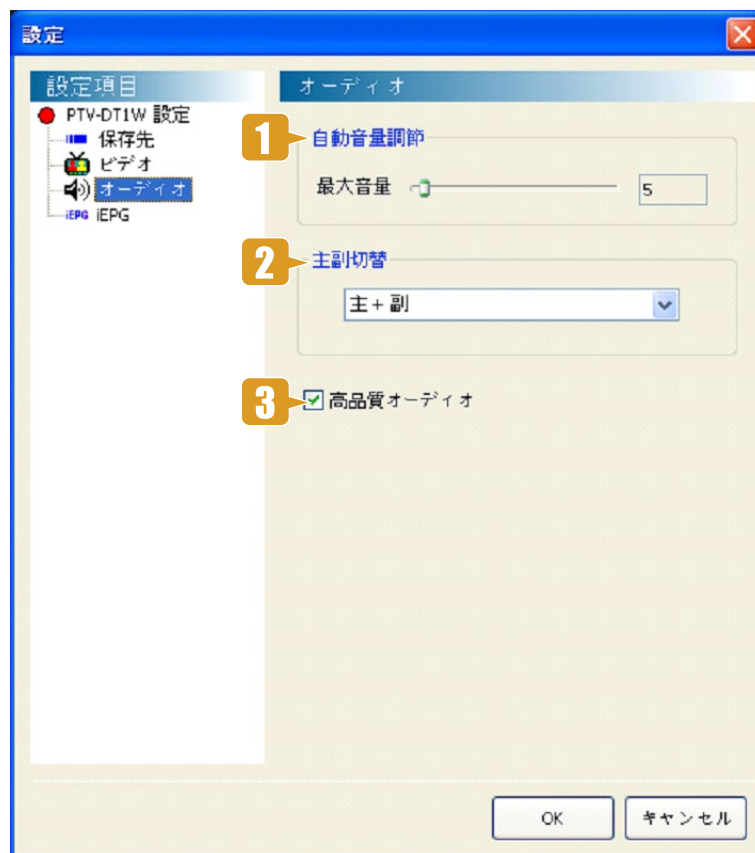 設定
設定項目
PTV-DT1W 設定
保存先
ビデオ
オーディオ
iEPG iEPG
オーディオ
1 自動音量調節
最大音量 5
2 主副切替
主+副
3 高品質オーディオ
OK キャンセル